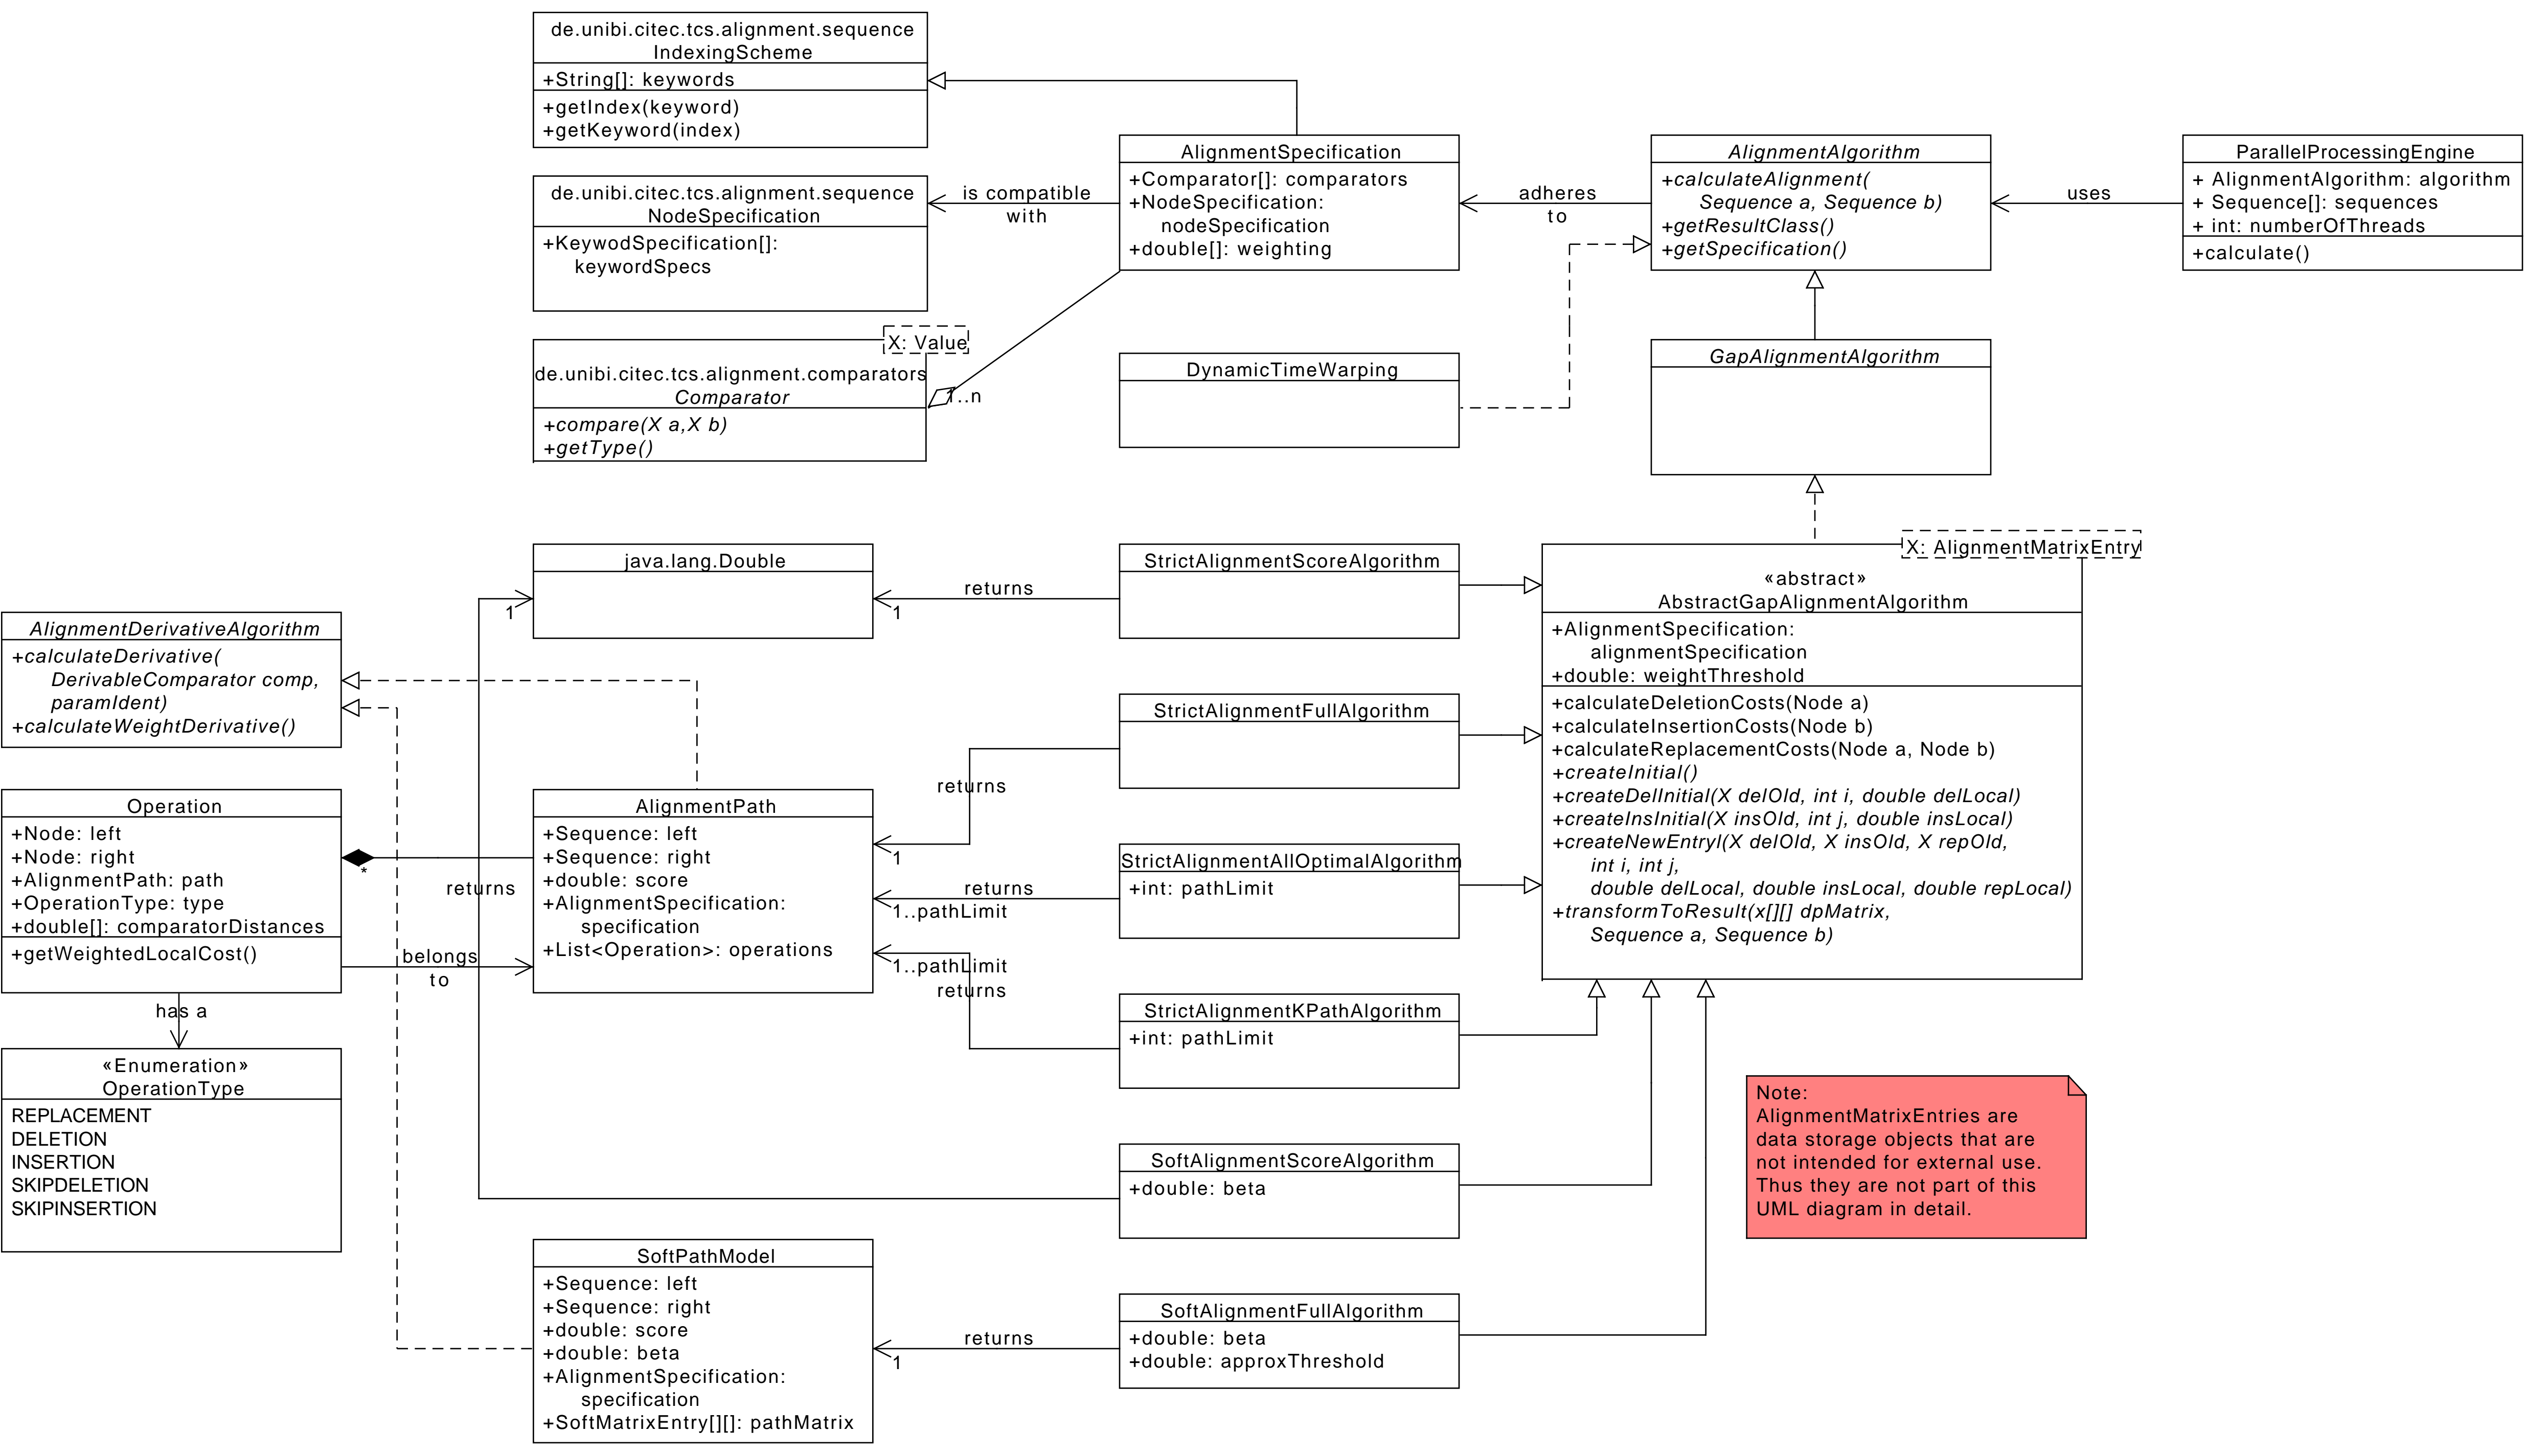 de.unibi.citec.tcs.alignment.sequence
IndexingScheme
+String[]: keywords
+getIndex(keyword)
+getKeyword(index)
de.unibi.citec.tcs.alignment.sequence
NodeSpecification
+KeywodSpecification[]:
keywordSpecs
X: Value
de.unibi.citec.tcs.alignment.comparators
Comparator
+compare(X a,X b)
+getType()
1..n
is compatible
with
AlignmentSpecification
+Comparator[]: comparators
+NodeSpecification:
nodeSpecification
+double[]: weighting
adheres
to
AlignmentAlgorithm
+calculateAlignment(
Sequence a, Sequence b)
+getResultClass()
+getSpecification()
uses
ParallelProcessingEngine
+ AlignmentAlgorithm: algorithm
+ Sequence[]: sequences
+ int: numberOfThreads
+calculate()
DynamicTimeWarping
GapAlignmentAlgorithm
java.lang.Double
1
1
returns
StrictAlignmentScoreAlgorithm
X: AlignmentMatrixEntry
«abstract»
AbstractGapAlignmentAlgorithm
+AlignmentSpecification:
alignmentSpecification
+double: weightThreshold
+calculateDeletionCosts(Node a)
+calculateInsertionCosts(Node b)
+calculateReplacementCosts(Node a, Node b)
+createInitial()
+createDelInitial(X delOld, int i, double delLocal)
+createInsInitial(X insOld, int j, double insLocal)
+createNewEntryl(X delOld, X insOld, X repOld,
int i, int j,
double delLocal, double insLocal, double repLocal)
+transformToResult(x[][] dpMatrix,
Sequence a, Sequence b)
AlignmentDerivativeAlgorithm
+calculateDerivative(
DerivableComparator comp,
paramIdent)
+calculateWeightDerivative()
StrictAlignmentFullAlgorithm
returns
1
Operation
+Node: left
+Node: right
+AlignmentPath: path
+OperationType: type
+double[]: comparatorDistances
+getWeightedLocalCost()
*
returns
belongs
to
AlignmentPath
+Sequence: left
+Sequence: right
+double: score
+AlignmentSpecification:
specification
+List<Operation>: operations
returns
1..pathLimit
StrictAlignmentAllOptimalAlgorithm
+int: pathLimit
1..pathLimit
returns
StrictAlignmentKPathAlgorithm
+int: pathLimit
has a
«Enumeration»
OperationType
REPLACEMENT
DELETION
INSERTION
SKIPDELETION
SKIPINSERTION
Note:
AlignmentMatrixEntries are
data storage objects that are
not intended for external use.
Thus they are not part of this
UML diagram in detail.
SoftAlignmentScoreAlgorithm
+double: beta
SoftPathModel
+Sequence: left
+Sequence: right
+double: score
+double: beta
+AlignmentSpecification:
specification
+SoftMatrixEntry[][]: pathMatrix
returns
1
SoftAlignmentFullAlgorithm
+double: beta
+double: approxThreshold